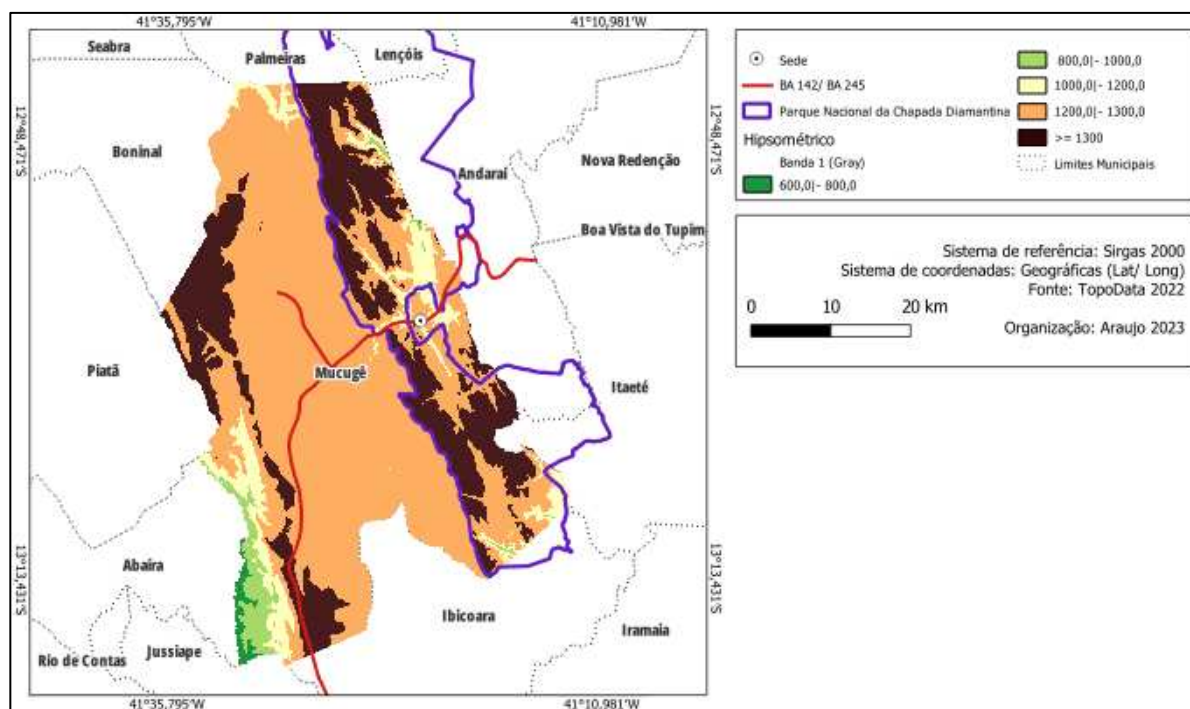 41°35,795'W
41°10,981'W
Seabra
Palmeiras
Lençóis
12°48,471'S
12°48,471'S
Boninal
Andaraí
Nova Redenção
Boa Vista do Tupim
Piatã
Mucugê
Itaeté
13°13,431'S
13°13,431'S
Abaíra
Ibicoara
Iramaia
Rio de Contas
Jussiape
41°35,795'W
41°10,981'W
Sede
BA 142/ BA 245
Parque Nacional da Chapada Diamantina
Hipsométrico
Banda 1 (Gray)
600,0|- 800,0
800,0|- 1000,0
1000,0|- 1200,0
1200,0|- 1300,0
>= 1300
Limites Municipais
Sistema de referência: Sirgas 2000
Sistema de coordenadas: Geográficas (Lat/ Long)
Fonte: TopoData 2022
0 10 20 km
Organização: Araujo 2023